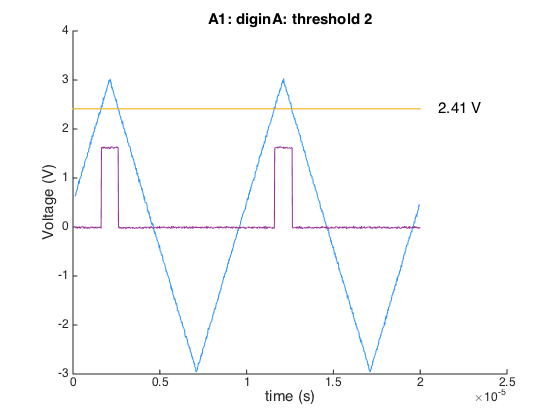 A1: diginA: threshold 2
4
3
2.41 V
2
1
0
-1
-2
-3
Voltage (V)
0 0.5 1 1.5 2 2.5
time (s)
×10⁻⁵